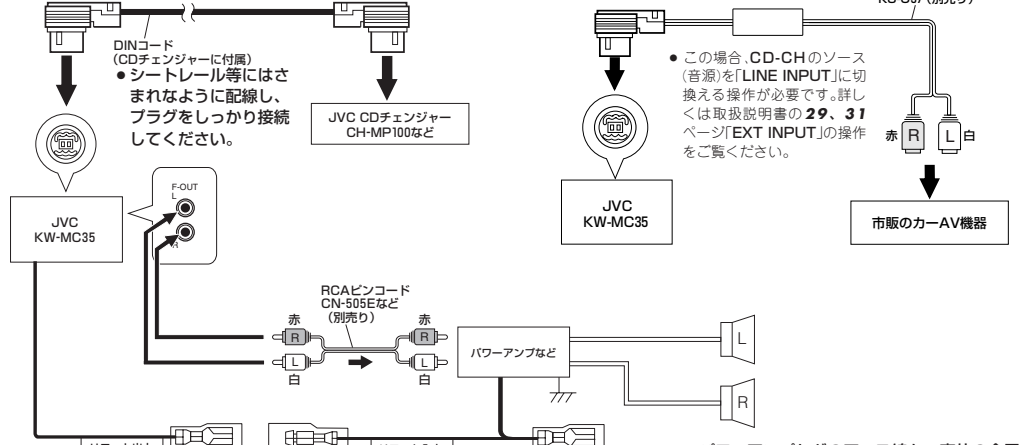 DINコード
(CDチェンジャーに付属)
● シートレール等にはさ
まれなように配線し、
プラグをしっかり接続
してください。
JVC CDチェンジャー
CH-MP100など
JVC
KW-MC35
F-OUT
L
R
● この場合、CD-CHのソース
(音源)を「LINE INPUT」に切
換える操作が必要です。詳し
くは取扱説明書の29、31
ページ「EXT INPUT」の操作
をご覧ください。
JVC
KW-MC35
赤 R L 白
市販のカーAV機器
RCAピンコード
CN-505Eなど
(別売り)
赤 赤
R R
L L
白 白
パワーアンプなど
L
R